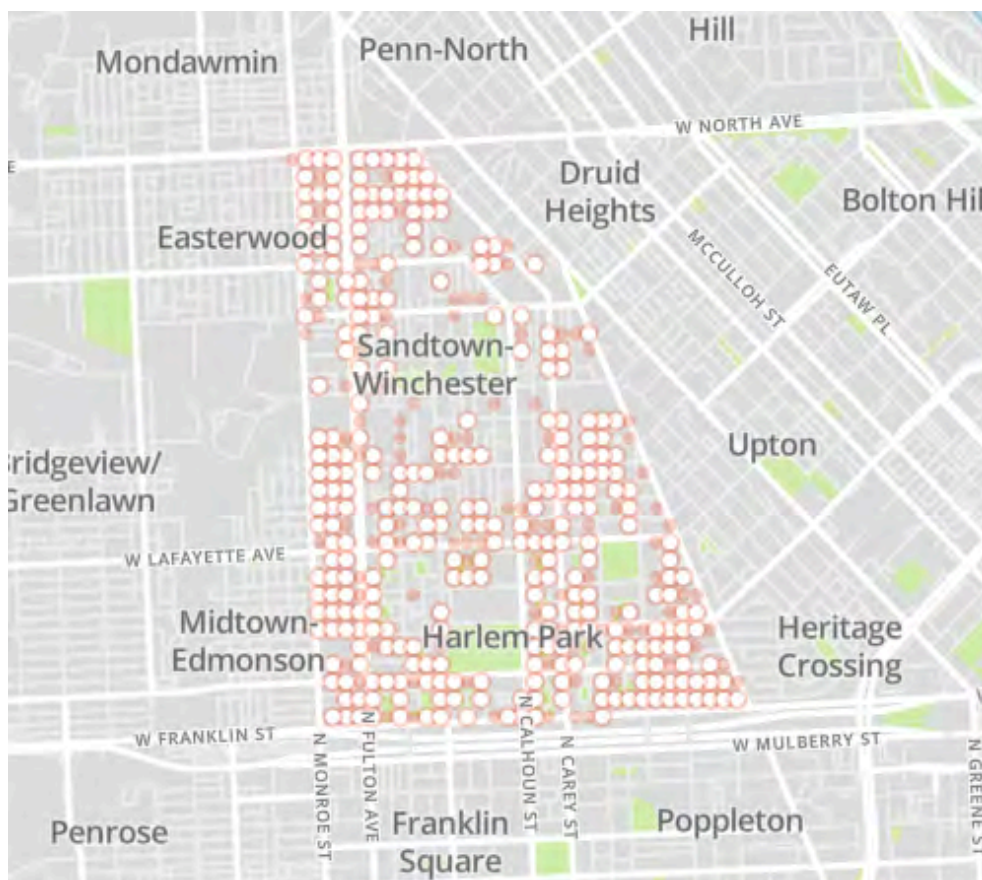 Hill
Penn-North
Mondawmin
W NORTH AVE
E
Druid
Heights
Bolton Hil
Easterwood
MCCULLOH ST
EUTAW PL
Sandtown-
Winchester
Upton
Bridgeview/
Greenlawn
W LAFAYETTE AVE
Midtown-
Edmonson
Harlem Park
Heritage
Crossing
W FRANKLIN ST
N MONROE ST
N FULTON AVE
N CALHOUN ST
N CAREY ST
W MULBERRY ST
N GREENE ST
Penrose
Franklin
Square
Poppleton